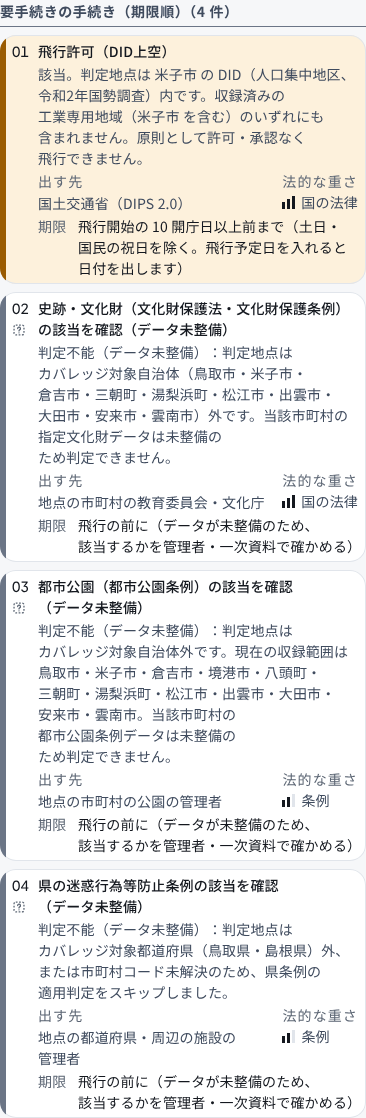 要手続きの手続き（期限順）（4 件）
01 飛行許可（DID上空）
該当。判定地点は 米子市 の DID（人口集中地区、
令和2年国勢調査）内です。収録済みの
工業専用地域（米子市 を含む）のいずれにも
含まれません。原則として許可・承認なく
飛行できません。
出す先 法的な重さ
国土交通省（DIPS 2.0） 国の法律
期限 飛行開始の 10 開庁日以上前まで（土日・
国民の祝日を除く。飛行予定日を入れると
日付を出します）
02 史跡・文化財（文化財保護法・文化財保護条例）
? の該当を確認（データ未整備）
判定不能（データ未整備）：判定地点は
カバレッジ対象自治体（鳥取市・米子市・
倉吉市・三朝町・湯梨浜町・松江市・出雲市・
大田市・安来市・雲南市）外です。当該市町村の
指定文化財データは未整備の
ため判定できません。
出す先 法的な重さ
地点の市町村の教育委員会・文化庁 国の法律
期限 飛行の前に（データが未整備のため、
該当するかを管理者・一次資料で確かめる）
03 都市公園（都市公園条例）の該当を確認
? （データ未整備）
判定不能（データ未整備）：判定地点は
カバレッジ対象自治体外です。現在の収録範囲は
鳥取市・米子市・倉吉市・境港市・八頭町・
三朝町・湯梨浜町・松江市・出雲市・大田市・
安来市・雲南市。当該市町村の
都市公園条例データは未整備の
ため判定できません。
出す先 法的な重さ
地点の市町村の公園の管理者 条例
期限 飛行の前に（データが未整備のため、
該当するかを管理者・一次資料で確かめる）
04 県の迷惑行為等防止条例の該当を確認
? （データ未整備）
判定不能（データ未整備）：判定地点は
カバレッジ対象都道府県（鳥取県・島根県）外、
または市町村コード未解決のため、県条例の
適用判定をスキップしました。
出す先 法的な重さ
地点の都道府県・周辺の施設の 条例
管理者
期限 飛行の前に（データが未整備のため、
該当するかを管理者・一次資料で確かめる）